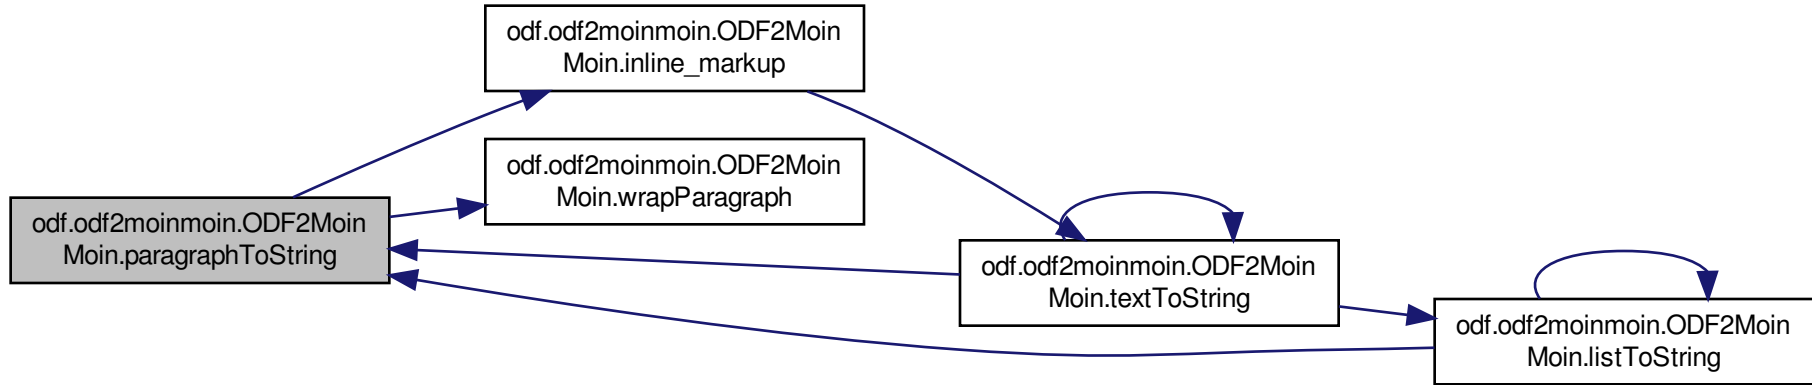 odf.odf2moinmoin.ODF2Moin
Moin.inline_markup
odf.odf2moinmoin.ODF2Moin
Moin.wrapParagraph
odf.odf2moinmoin.ODF2Moin
Moin.paragraphToString
odf.odf2moinmoin.ODF2Moin
Moin.textToString
odf.odf2moinmoin.ODF2Moin
Moin.listToString